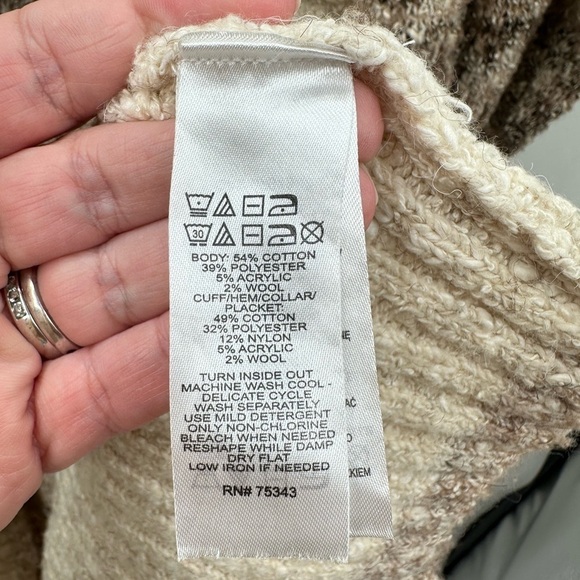 30
BODY: 54% COTTON
39% POLYESTER
5% ACRYLIC
2% WOOL
CUFF/HEM/COLLAR/
PLACKET:
49% COTTON
32% POLYESTER
12% NYLON
5% ACRYLIC
2% WOOL
TURN INSIDE OUT
MACHINE WASH COOL -
DELICATE CYCLE
WASH SEPARATELY
USE MILD DETERGENT
ONLY NON-CHLORINE
BLEACH WHEN NEEDED
RESHAPE WHILE DAMP
DRY FLAT
LOW IRON IF NEEDED
RN# 75343